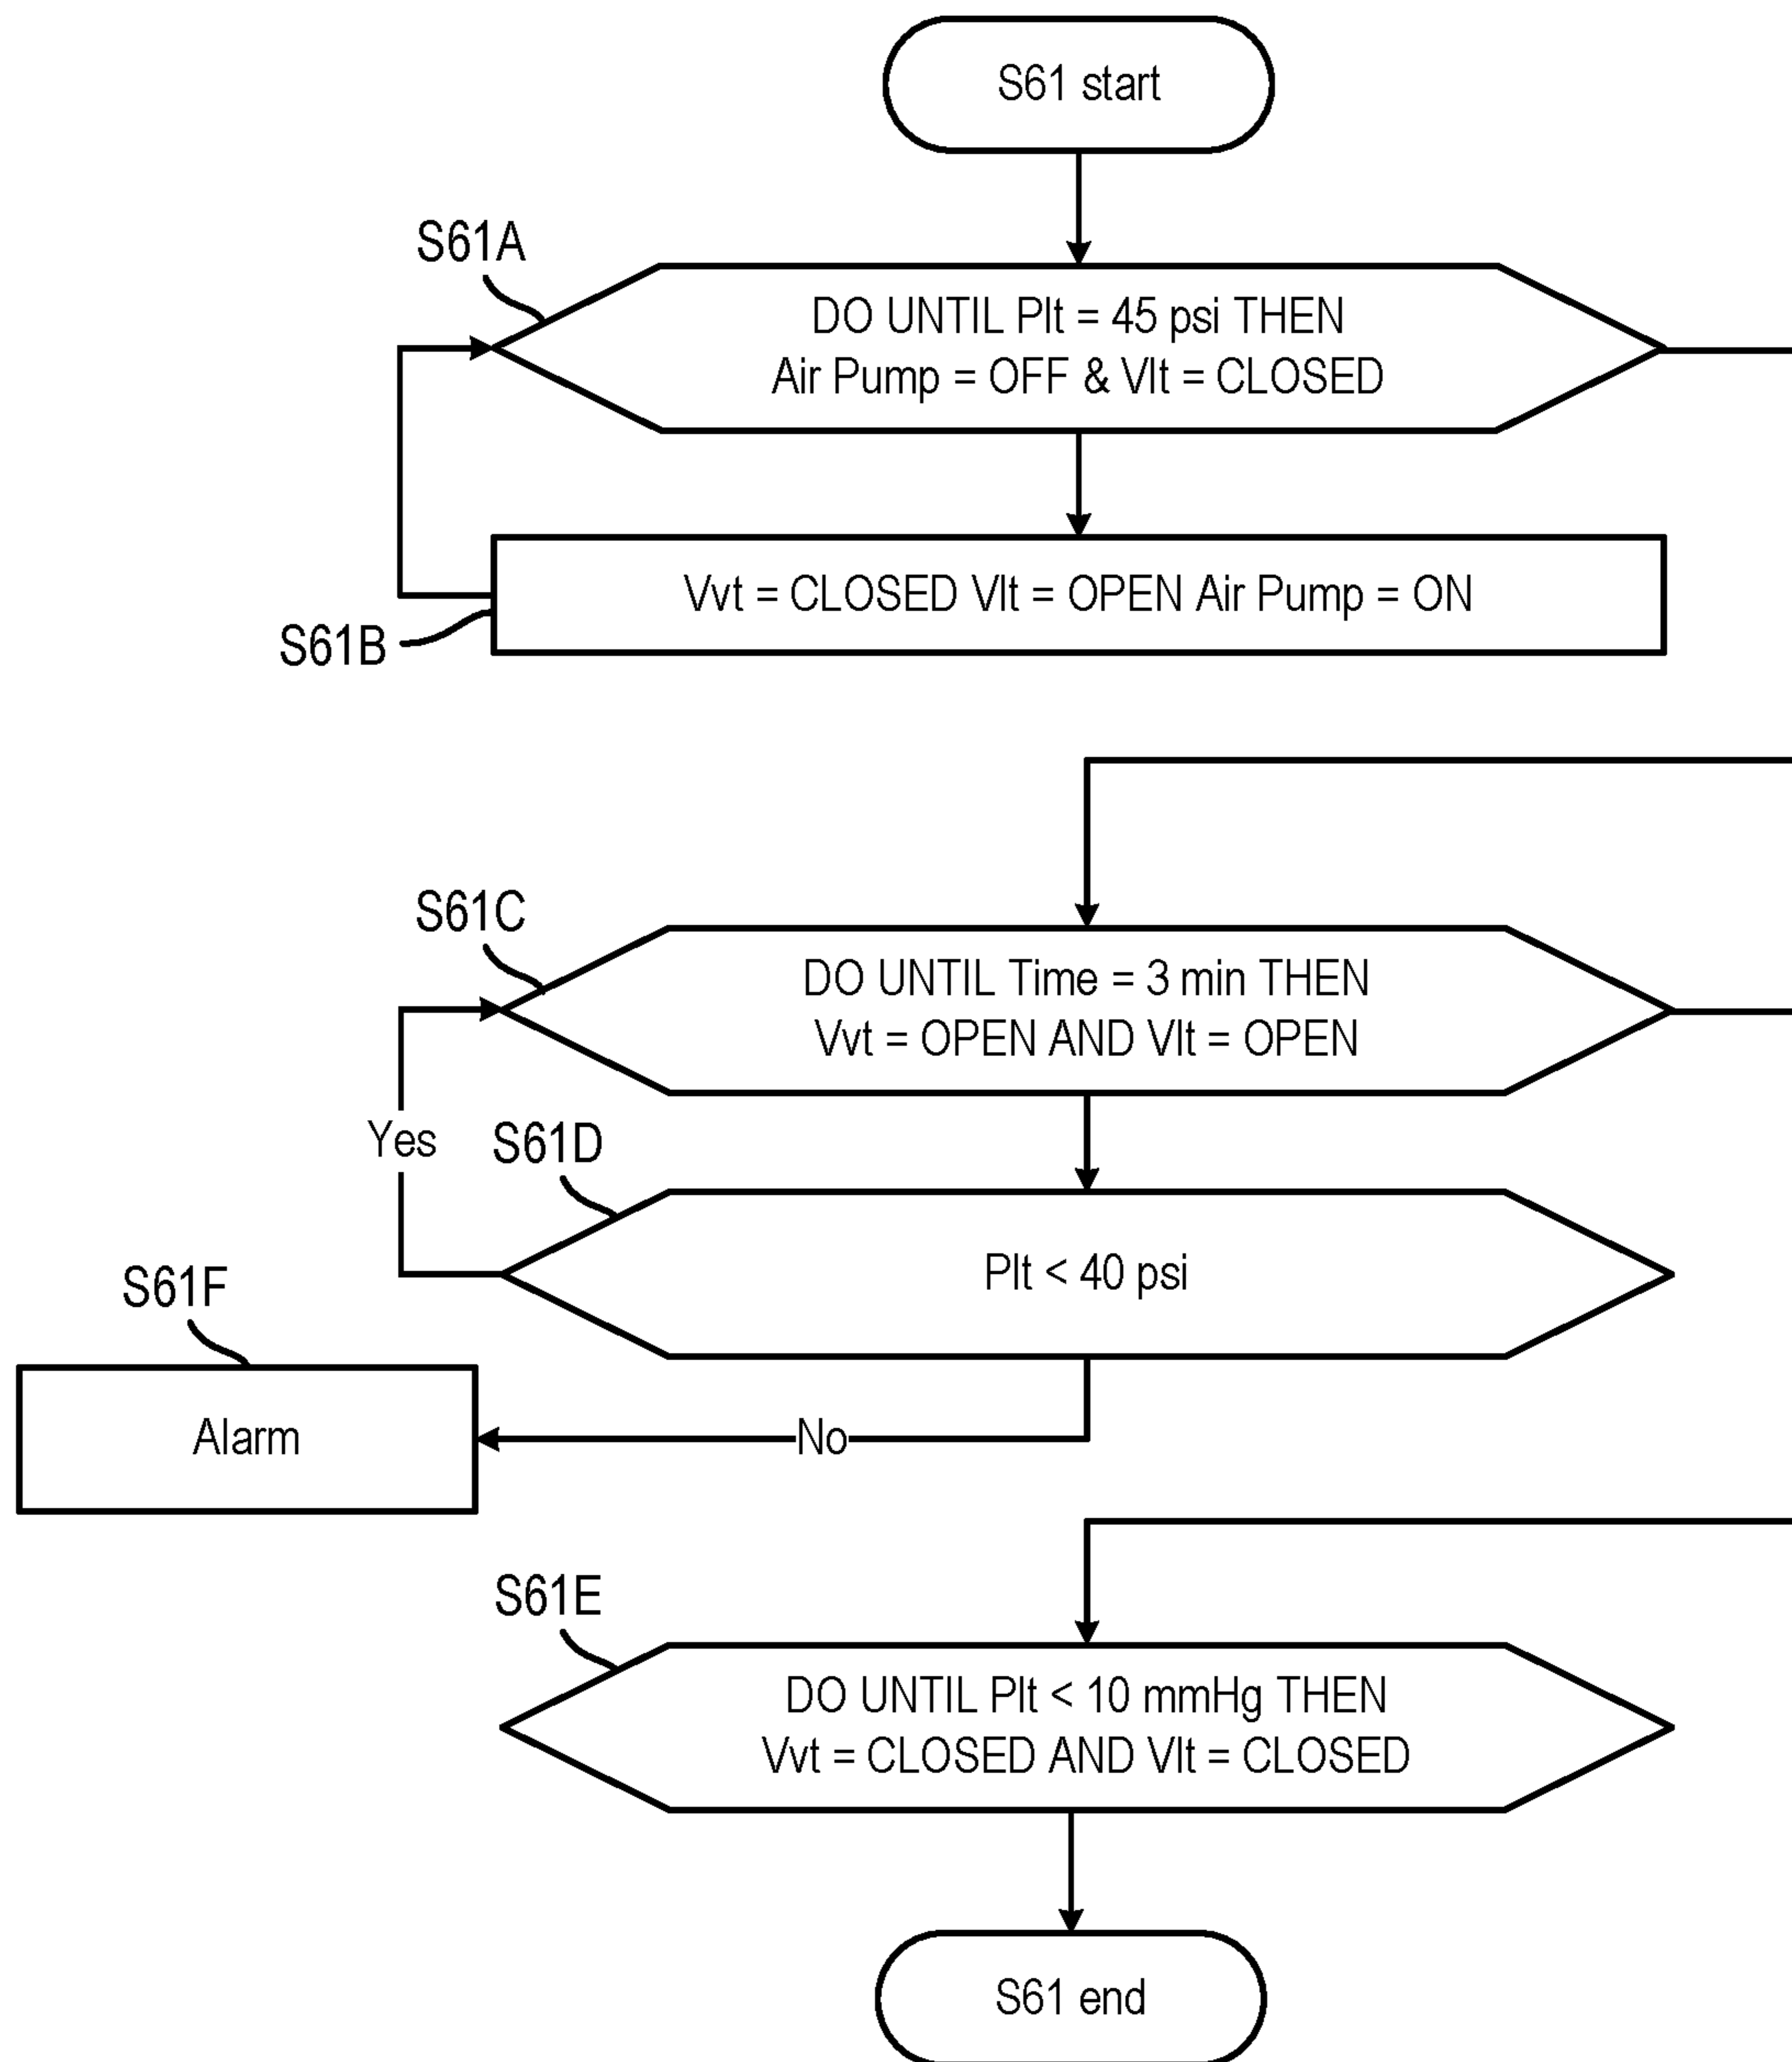 S61 start
S61A
DO UNTIL Plt = 45 psi THEN
Air Pump = OFF & Vlt = CLOSED
Vvt = CLOSED Vlt = OPEN Air Pump = ON
S61B
S61C
DO UNTIL Time = 3 min THEN
Vvt = OPEN AND Vlt = OPEN
Yes
S61D
Plt < 40 psi
S61F
Alarm
No
S61E
DO UNTIL Plt < 10 mmHg THEN
Vvt = CLOSED AND Vlt = CLOSED
S61 end